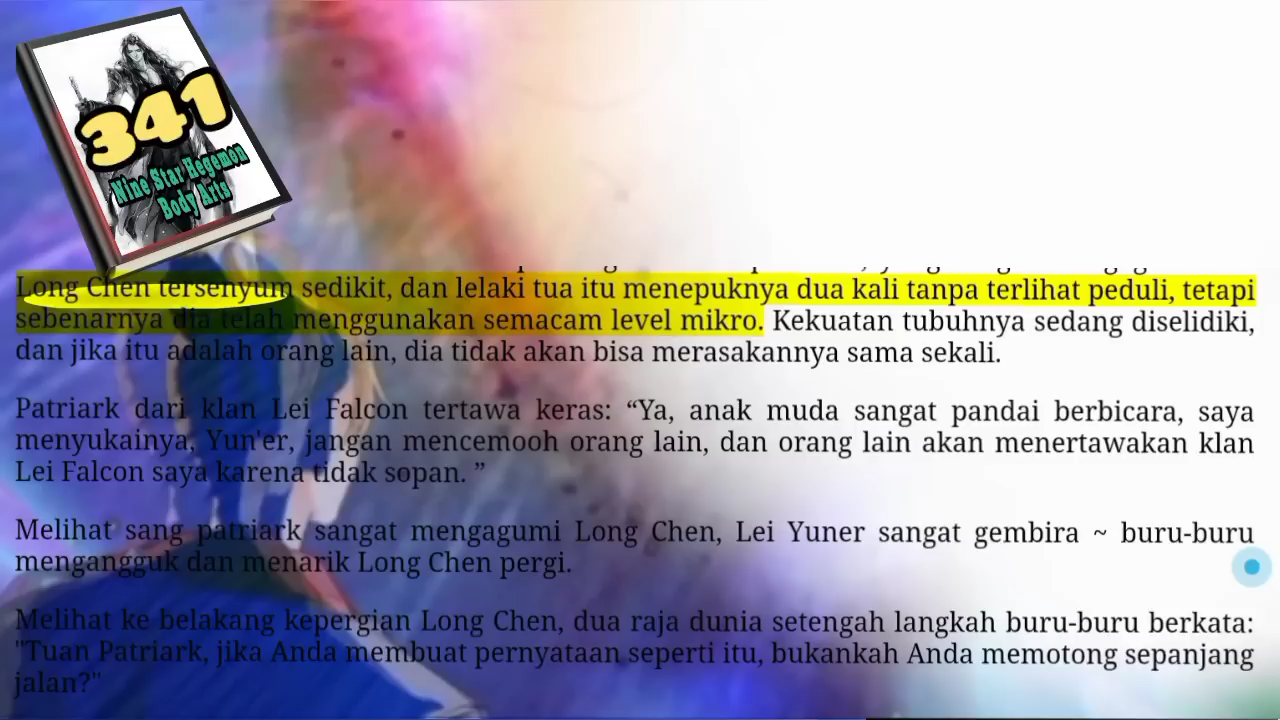 341
Nine Star Hegemon
Body Arts
Long Chen tersenyum sedikit, dan lelaki tua itu menepuknya dua kali tanpa terlihat peduli, tetapi
sebenarnya dia telah menggunakan semacam level mikro. Kekuatan tubuhnya sedang diselidiki,
dan jika itu adalah orang lain, dia tidak akan bisa merasakannya sama sekali.
Patriark dari klan Lei Falcon tertawa keras: “Ya, anak muda sangat pandai berbicara, saya
menyukainya, Yun'er, jangan mencemooh orang lain, dan orang lain akan menertawakan klan
Lei Falcon saya karena tidak sopan. ”
Melihat sang patriark sangat mengagumi Long Chen, Lei Yuner sangat gembira ~ buru-buru
mengangguk dan menarik Long Chen pergi.
Melihat ke belakang kepergian Long Chen, dua raja dunia setengah langkah buru-buru berkata:
"Tuan Patriark, jika Anda membuat pernyataan seperti itu, bukankah Anda memotong sepanjang
jalan?"